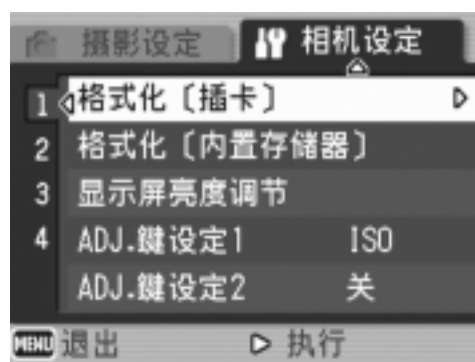 摄影设定 相机设定
1 格式化〔插卡〕
2 格式化〔内置存储器〕
3 显示屏亮度调节
4 ADJ.鍵设定1 ISO
ADJ.鍵设定2 关
MENU 退出 执行